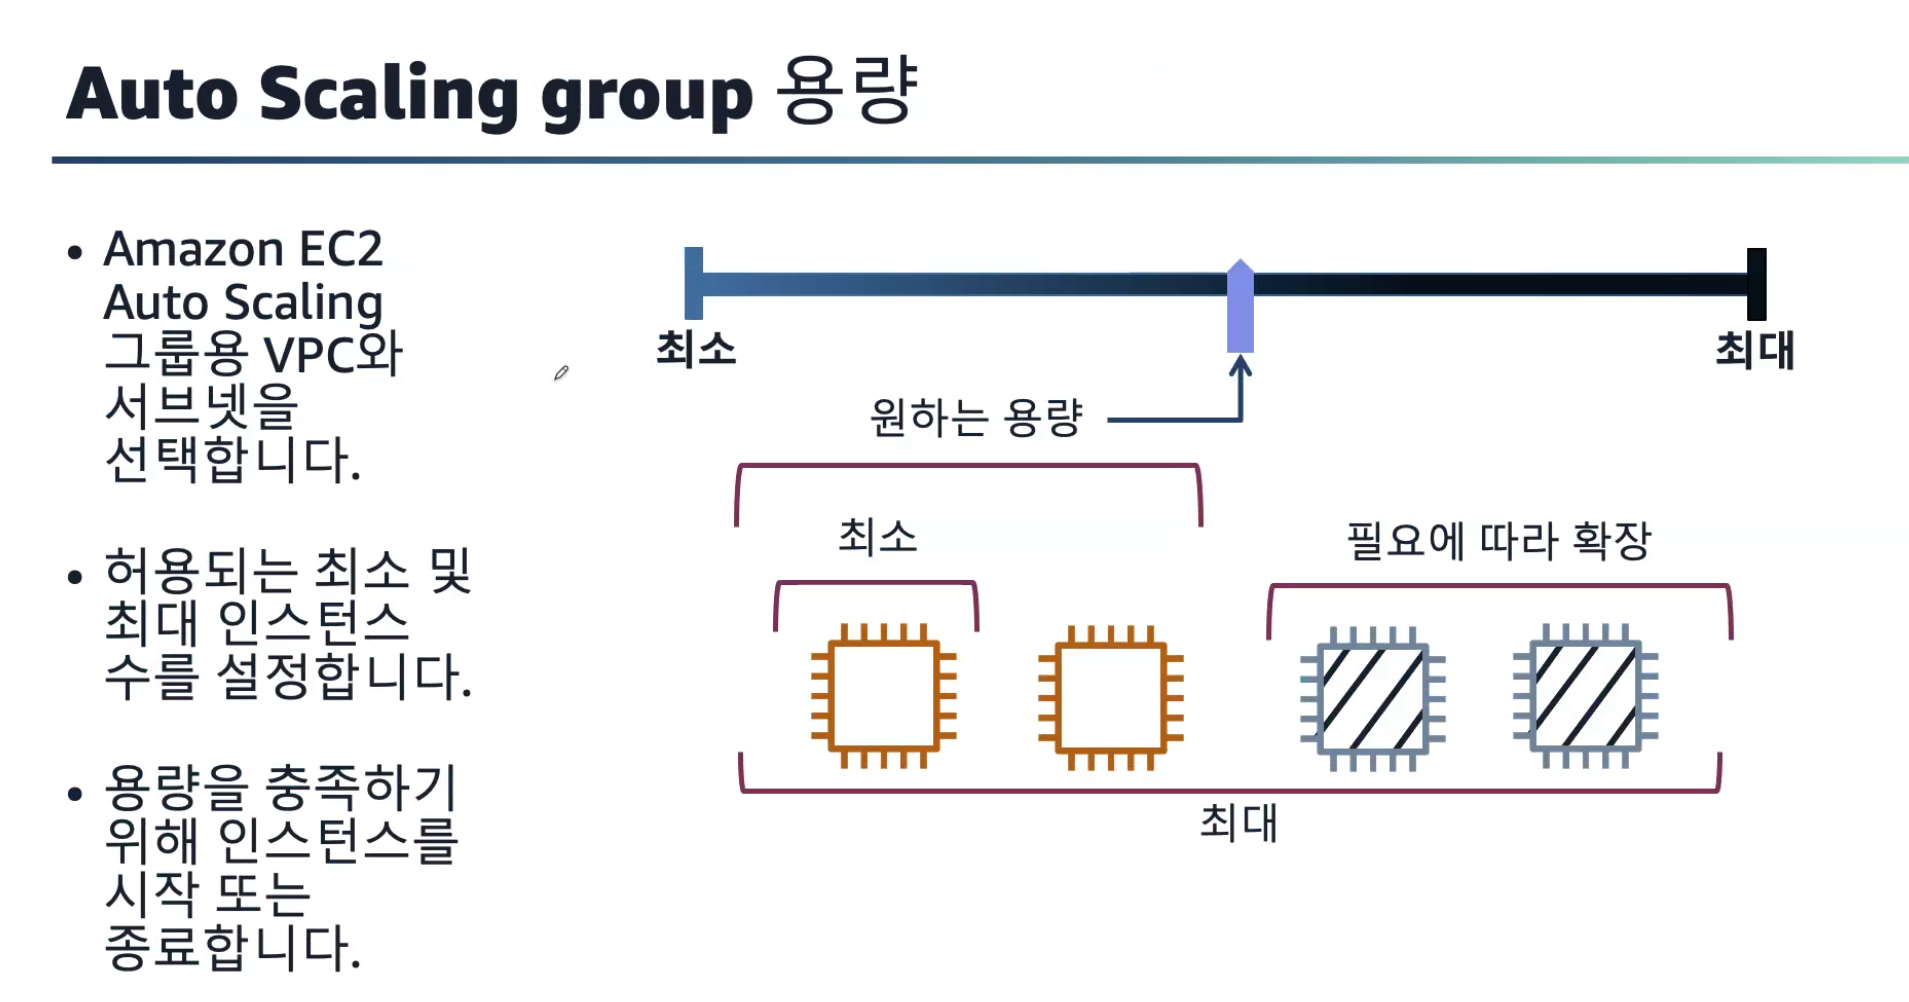 Auto Scaling group 용량
• Amazon EC2
Auto Scaling
그룹용 VPC와
서브넷을
선택합니다.
• 허용되는 최소 및
최대 인스턴스
수를 설정합니다.
• 용량을 충족하기
위해 인스턴스를
시작 또는
종료합니다.
최소
최대
원하는 용량
최소
필요에 따라 확장
최대